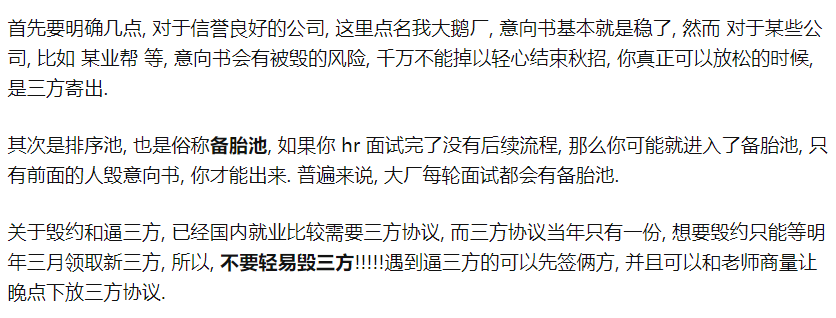 首先要明确几点, 对于信誉良好的公司, 这里点名我大鹅厂, 意向书基本就是稳了, 然而 对于某些公
司, 比如 某业帮 等, 意向书会有被毁的风险, 千万不能掉以轻心结束秋招, 你真正可以放松的时候,
是三方寄出.
其次是排序池, 也是俗称备胎池, 如果你 hr 面试完了没有后续流程, 那么你可能就进入了备胎池, 只
有前面的人毁意向书, 你才能出来. 普遍来说, 大厂每轮面试都会有备胎池.
关于毁约和逼三方, 已经国内就业比较需要三方协议, 而三方协议当年只有一份, 想要毁约只能等明
年三月领取新三方, 所以, 不要轻易毁三方!!!!!遇到逼三方的可以先签俩方, 并且可以和老师商量让
晚点下放三方协议.